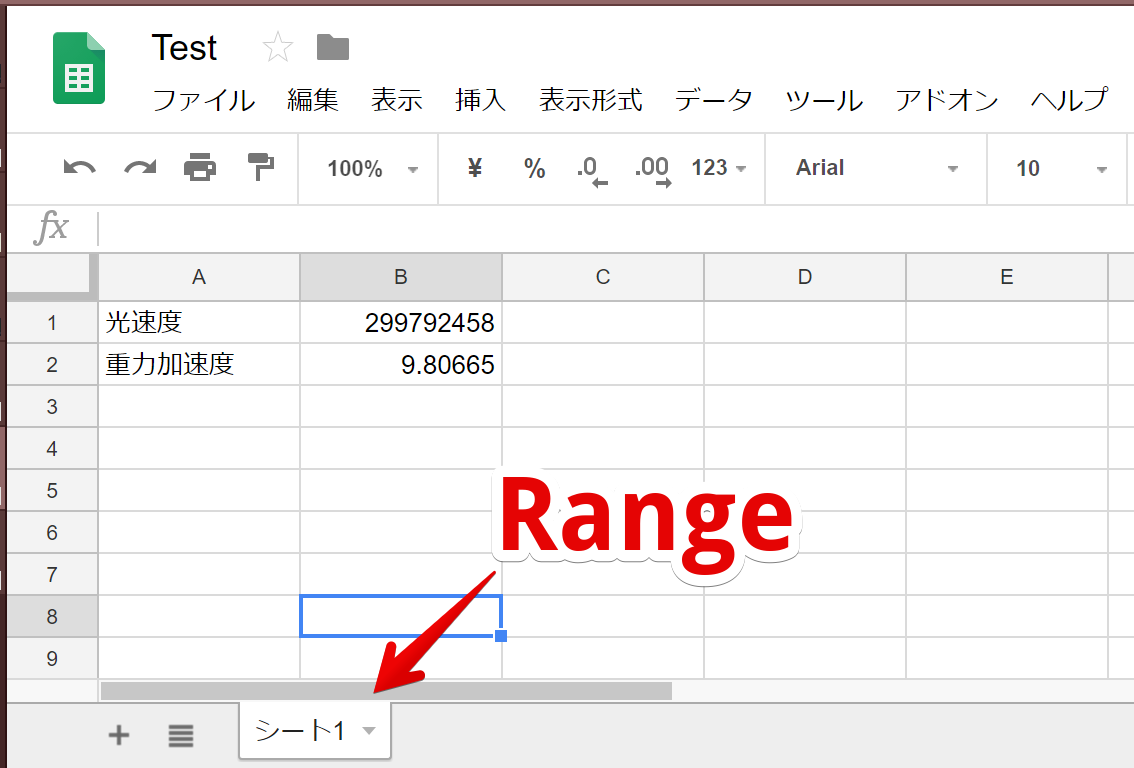 Test
ファイル 編集 表示 挿入 表示形式 データ ツール アドオン ヘルプ
100% ¥ % .0 .00 123 Arial 10
fx
A B C D E
1 光速度 299792458
2 重力加速度 9.80665
3
4
5
6
7
8
9
Range
+ シート1